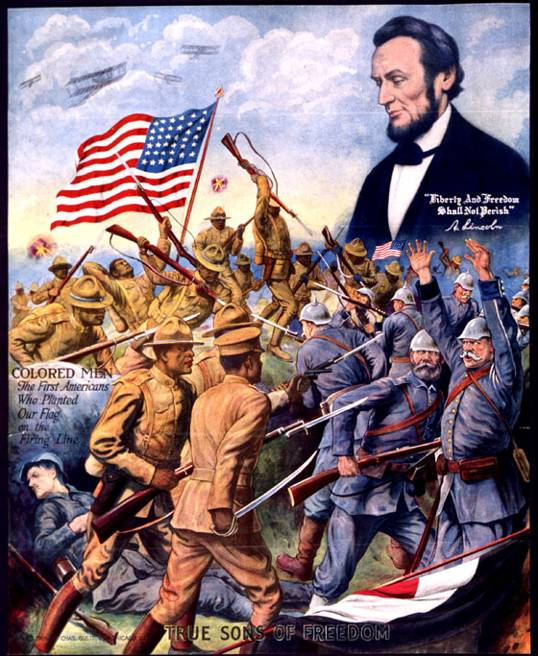 "Liberty And Freedom
Shall Not Perish"
A. Lincoln
COLORED MEN
The First Americans
Who Planted
Our Flag
on the
Firing Line
TRUE SONS OF FREEDOM